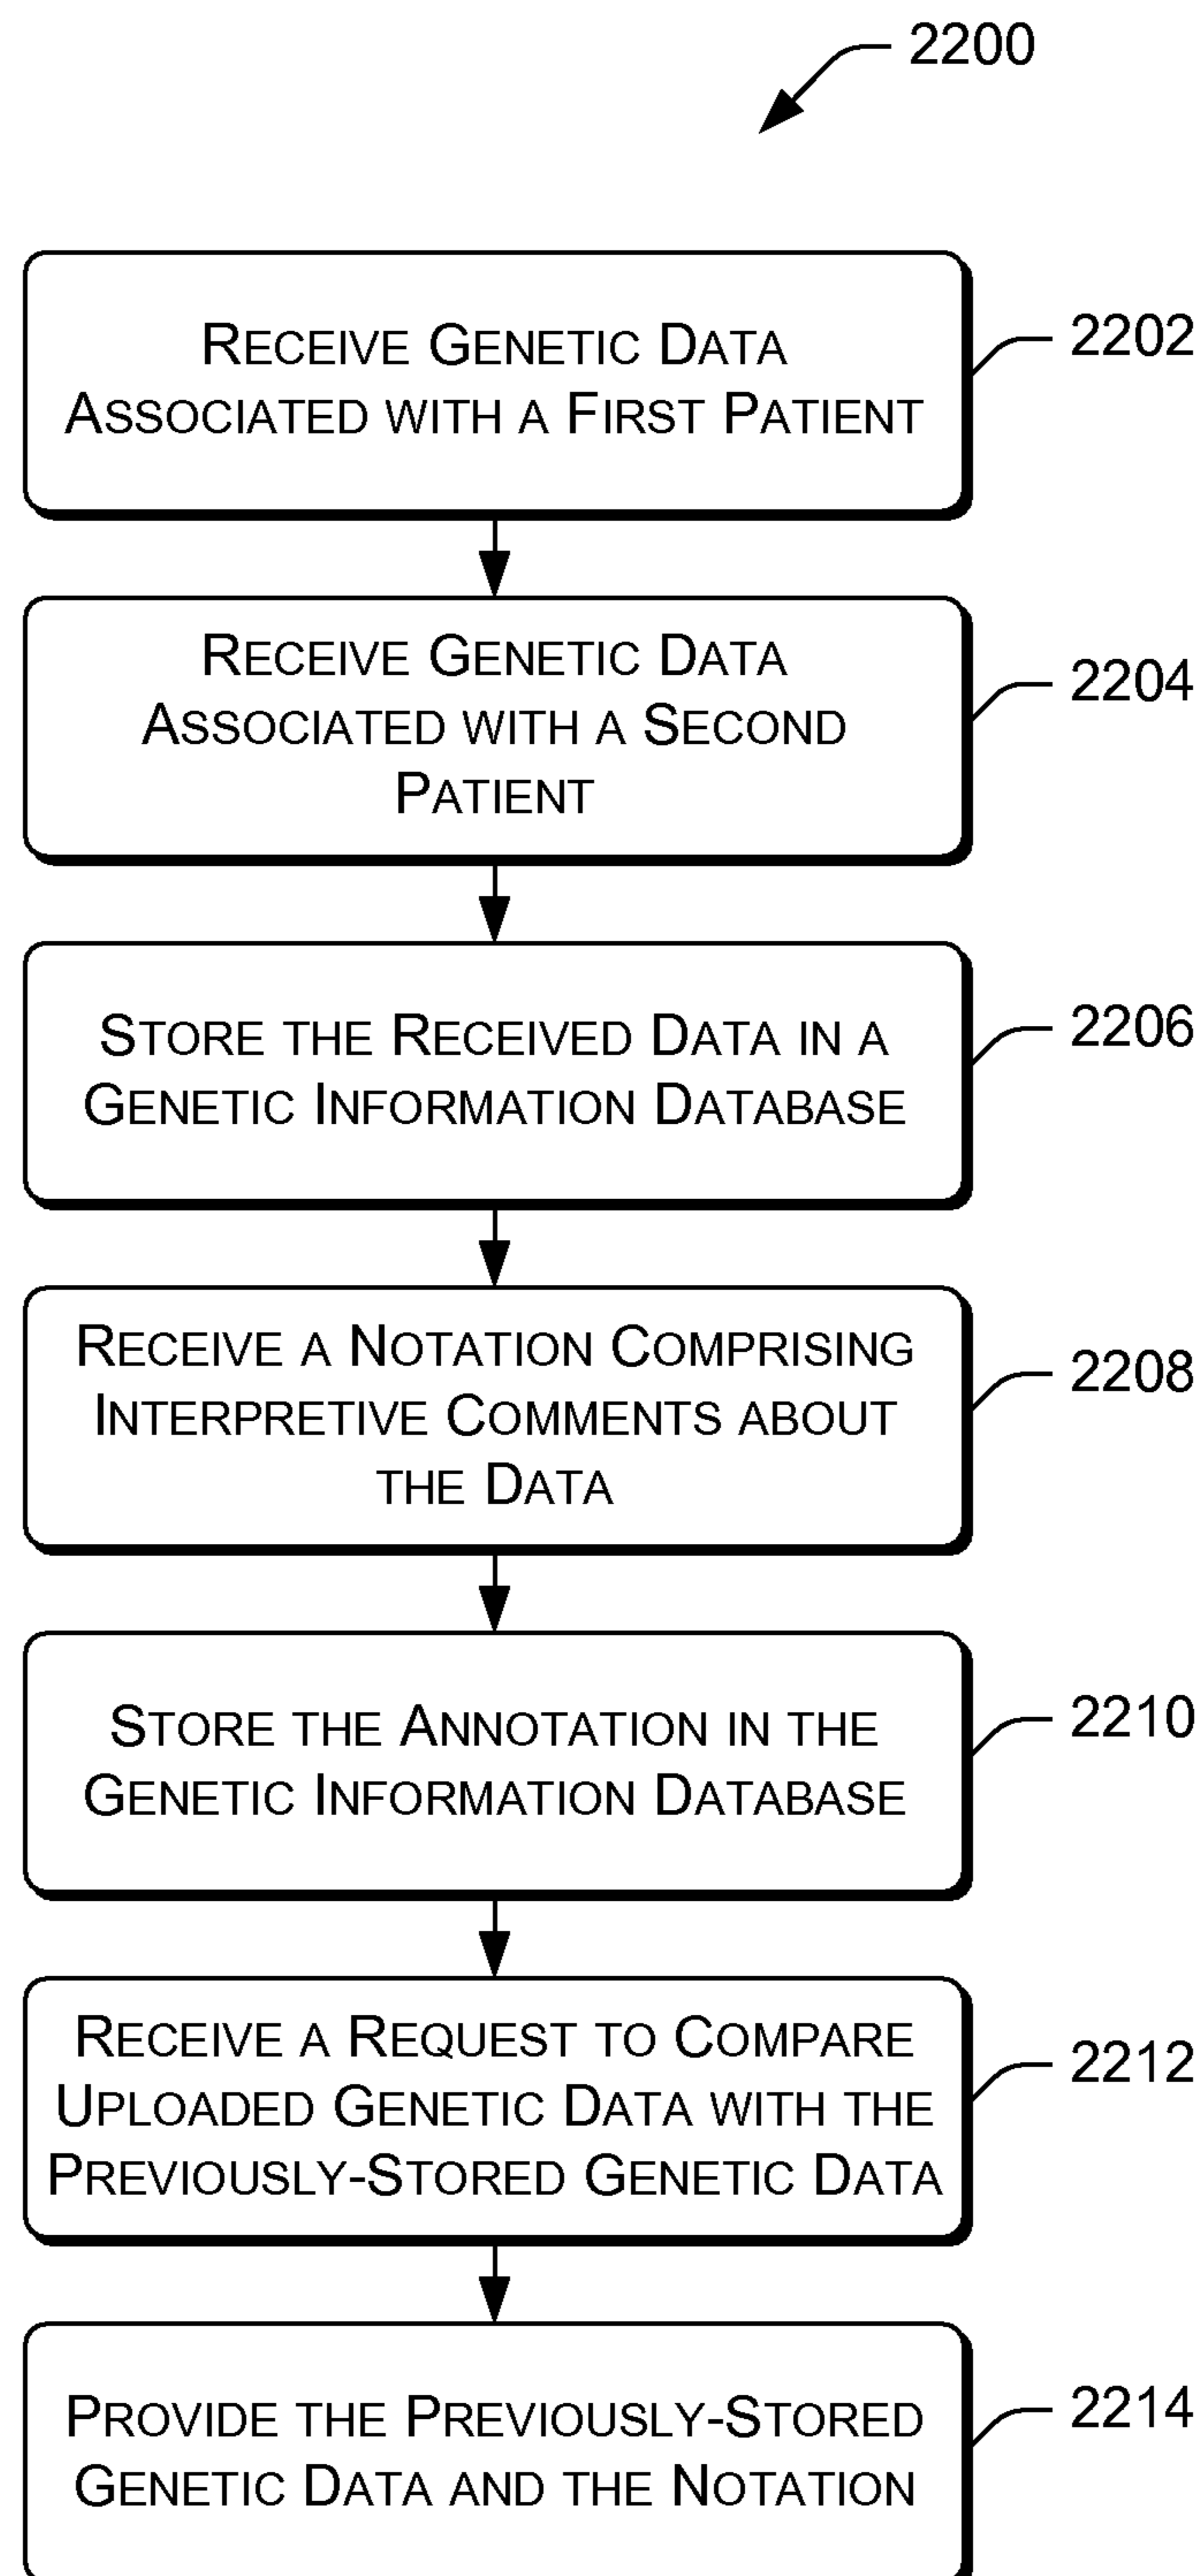 2200
RECEIVE GENETIC DATA
ASSOCIATED WITH A FIRST PATIENT
2202
RECEIVE GENETIC DATA
ASSOCIATED WITH A SECOND
PATIENT
2204
STORE THE RECEIVED DATA IN A
GENETIC INFORMATION DATABASE
2206
RECEIVE A NOTATION COMPRISING
INTERPRETIVE COMMENTS ABOUT
THE DATA
2208
STORE THE ANNOTATION IN THE
GENETIC INFORMATION DATABASE
2210
RECEIVE A REQUEST TO COMPARE
UPLOADED GENETIC DATA WITH THE
PREVIOUSLY-STORED GENETIC DATA
2212
PROVIDE THE PREVIOUSLY-STORED
GENETIC DATA AND THE NOTATION
2214